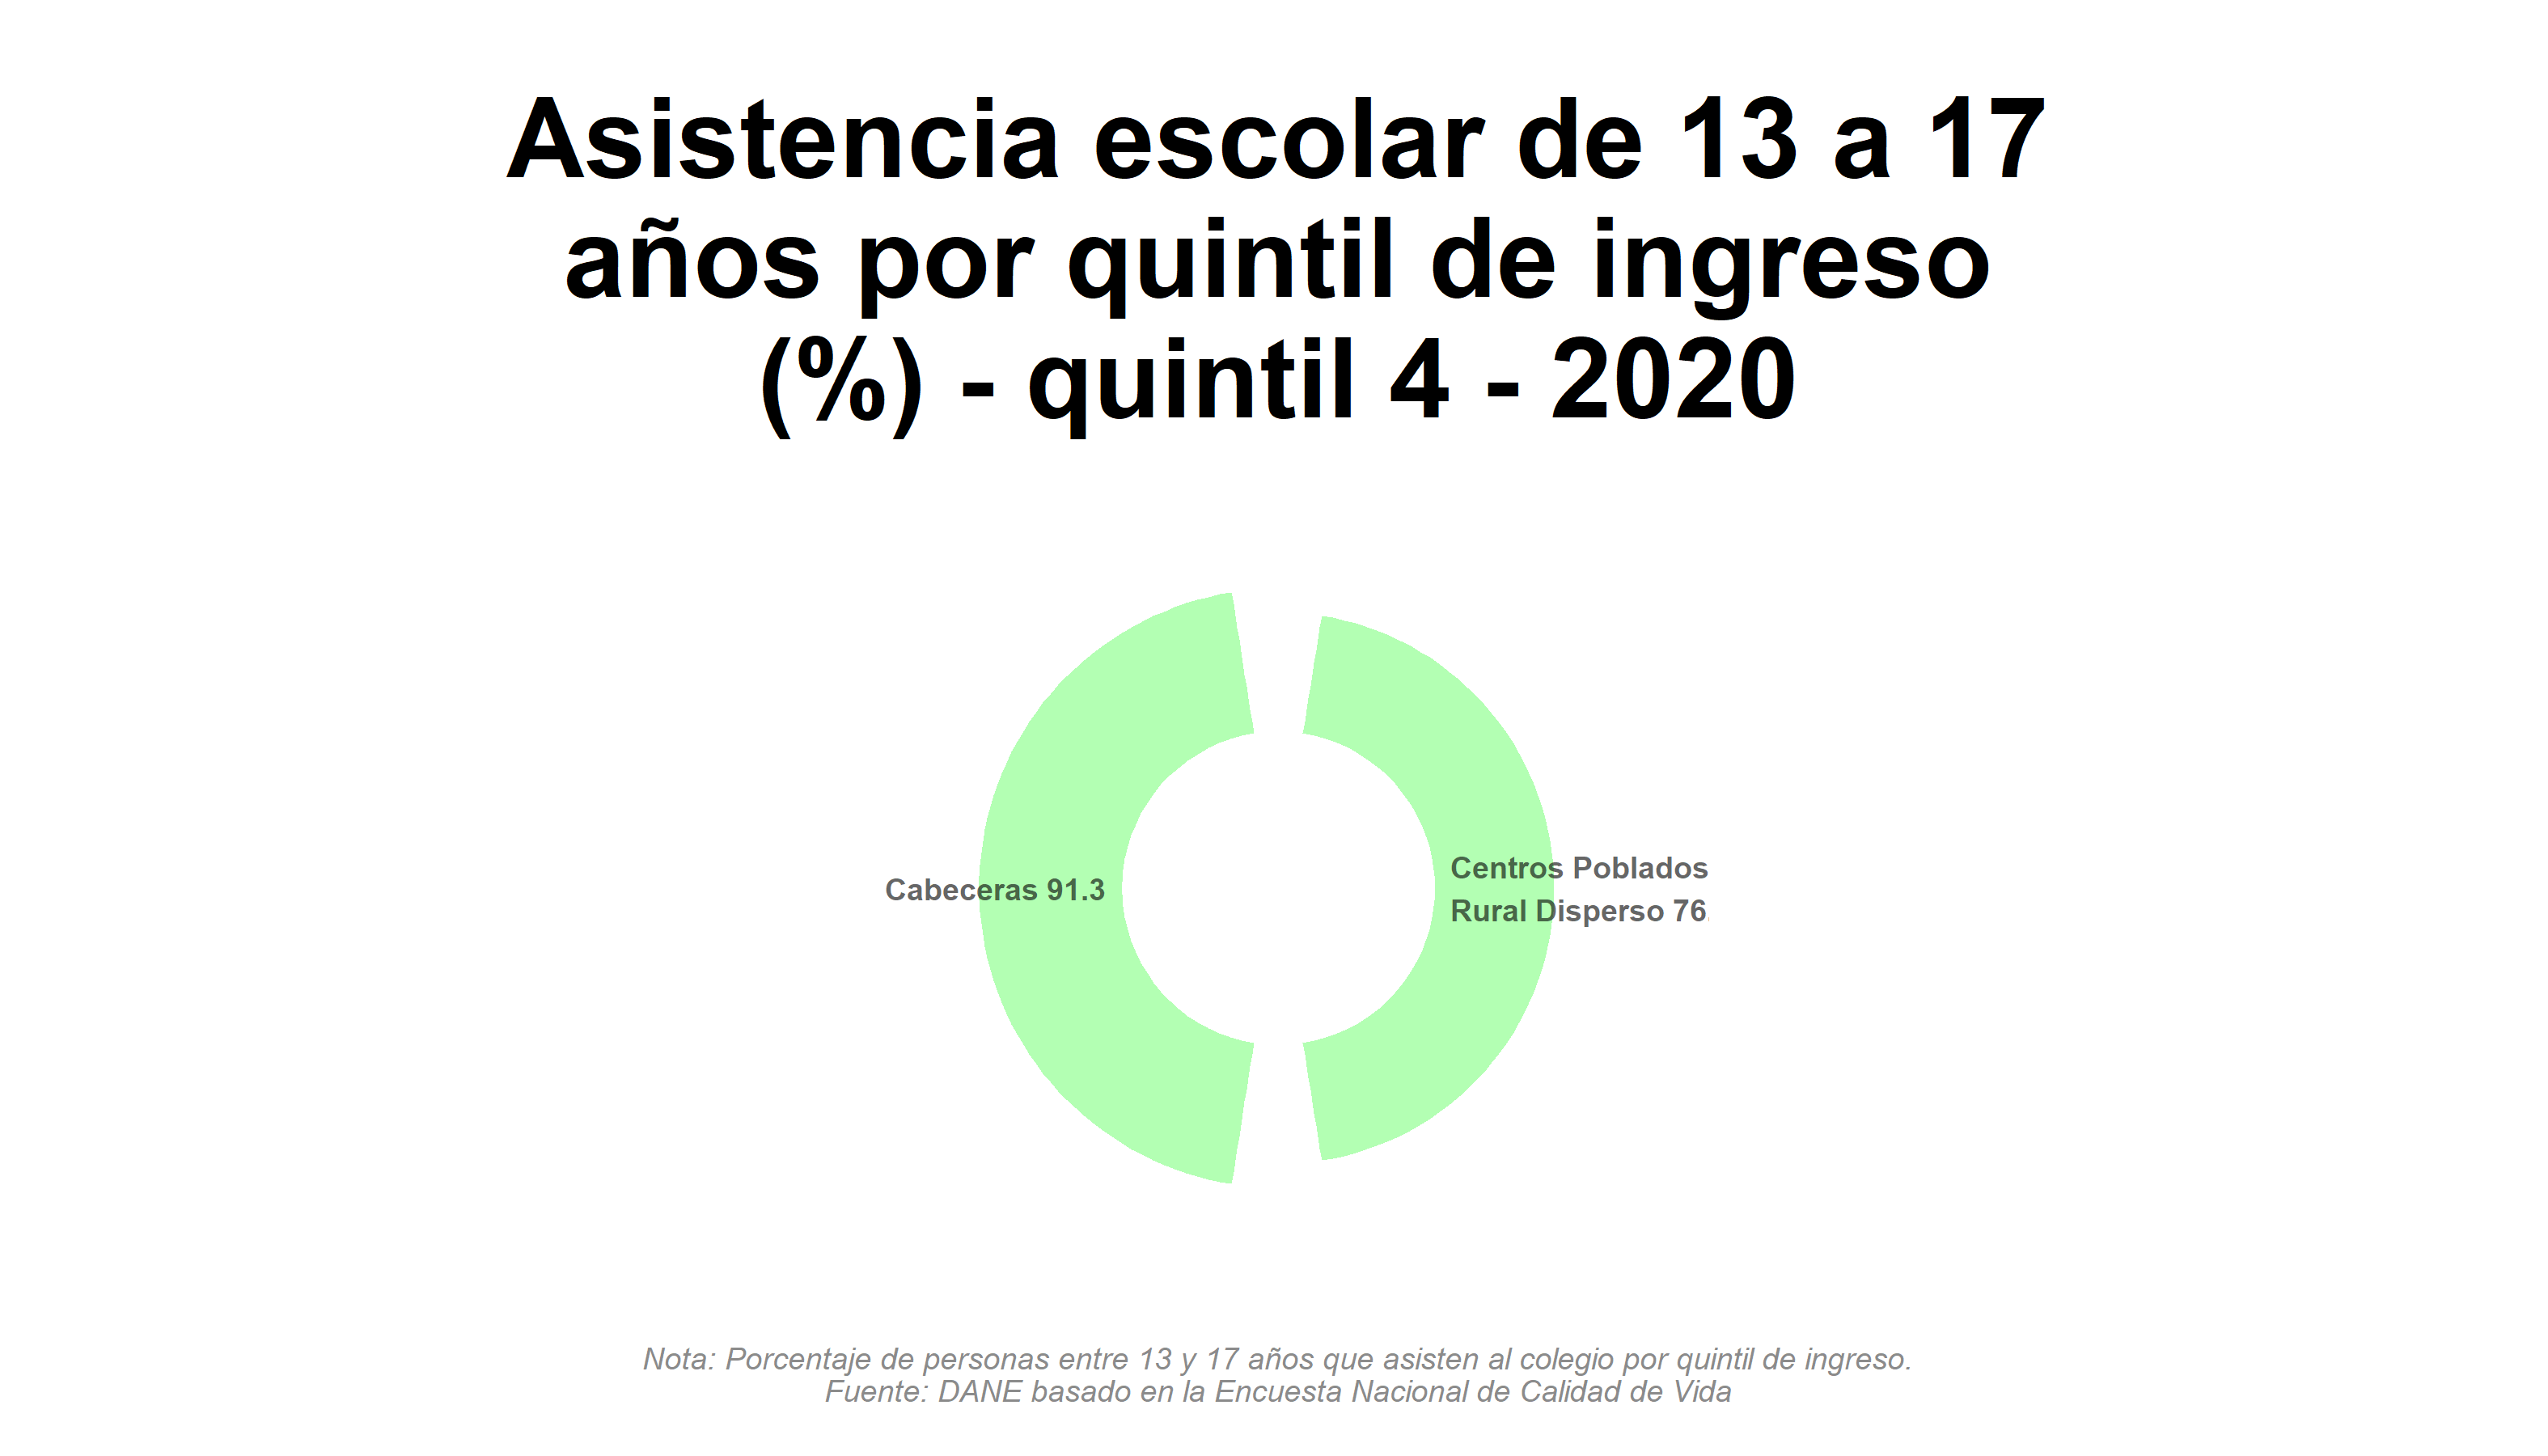 Asistencia escolar de 13 a 17
años por quintil de ingreso
(%) - quintil 4 - 2020
Cabeceras 91.3
Centros Poblados
Rural Disperso 76.
Nota: Porcentaje de personas entre 13 y 17 años que asisten al colegio por quintil de ingreso.
Fuente: DANE basado en la Encuesta Nacional de Calidad de Vida